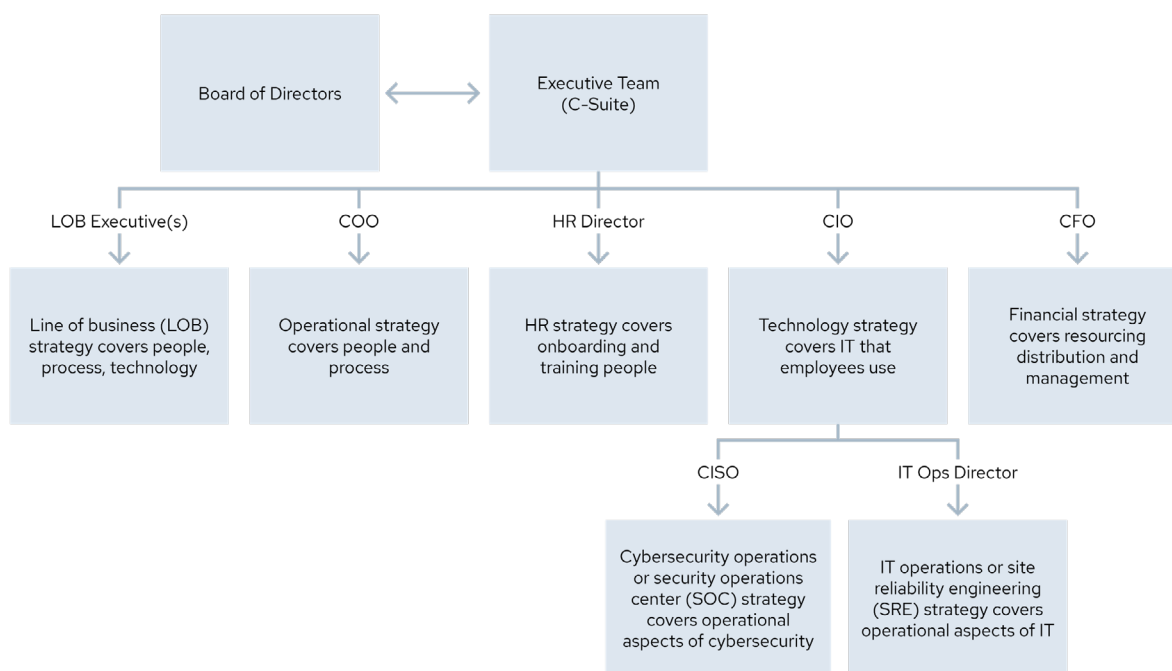 Board of Directors
Executive Team
(C-Suite)
LOB Executive(s)
COO
HR Director
CIO
CFO
Line of business (LOB)
strategy covers people,
process, technology
Operational strategy
covers people and
process
HR strategy covers
onboarding and
training people
Technology strategy
covers IT that
employees use
Financial strategy
covers resourcing
distribution and
management
CISO
IT Ops Director
Cybersecurity operations
or security operations
center (SOC) strategy
covers operational
aspects of cybersecurity
IT operations or site
reliability engineering
(SRE) strategy covers
operational aspects of IT